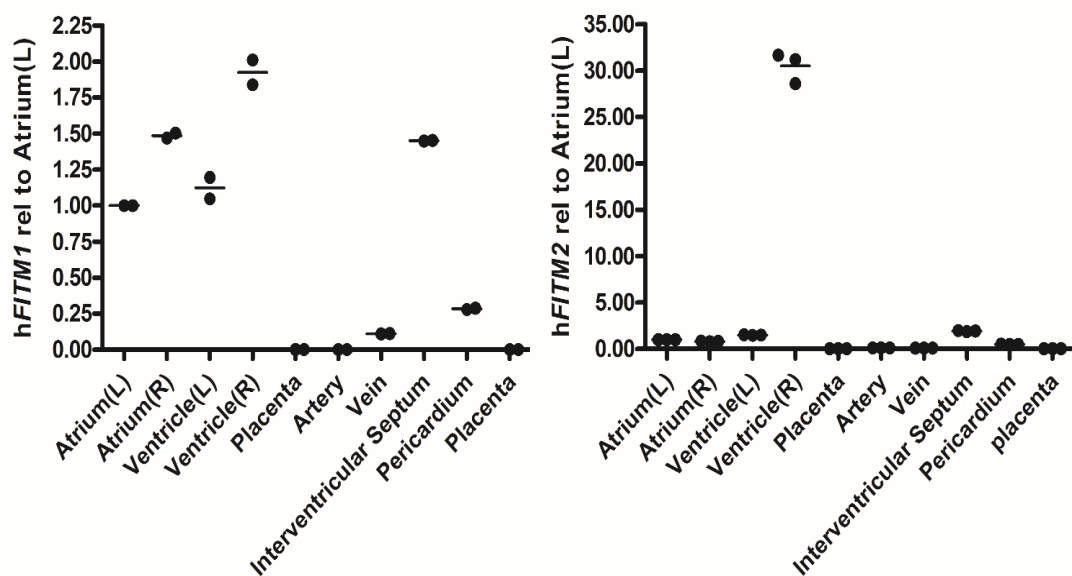 hFITM1 rel to Atrium(L)
2.25
2.00
1.75
1.50
1.25
1.00
0.75
0.50
0.25
0.00
Atrium(L)
Atrium(R)
Ventricle(L)
Ventricle(R)
Placenta
Artery
Vein
Interventricular Septum
Pericardium
Placenta
hFITM2 rel to Atrium(L)
35.00
30.00
25.00
20.00
15.00
10.00
5.00
0.00
Atrium(L)
Atrium(R)
Ventricle(L)
Ventricle(R)
Placenta
Artery
Vein
Interventricular Septum
Pericardium
placenta